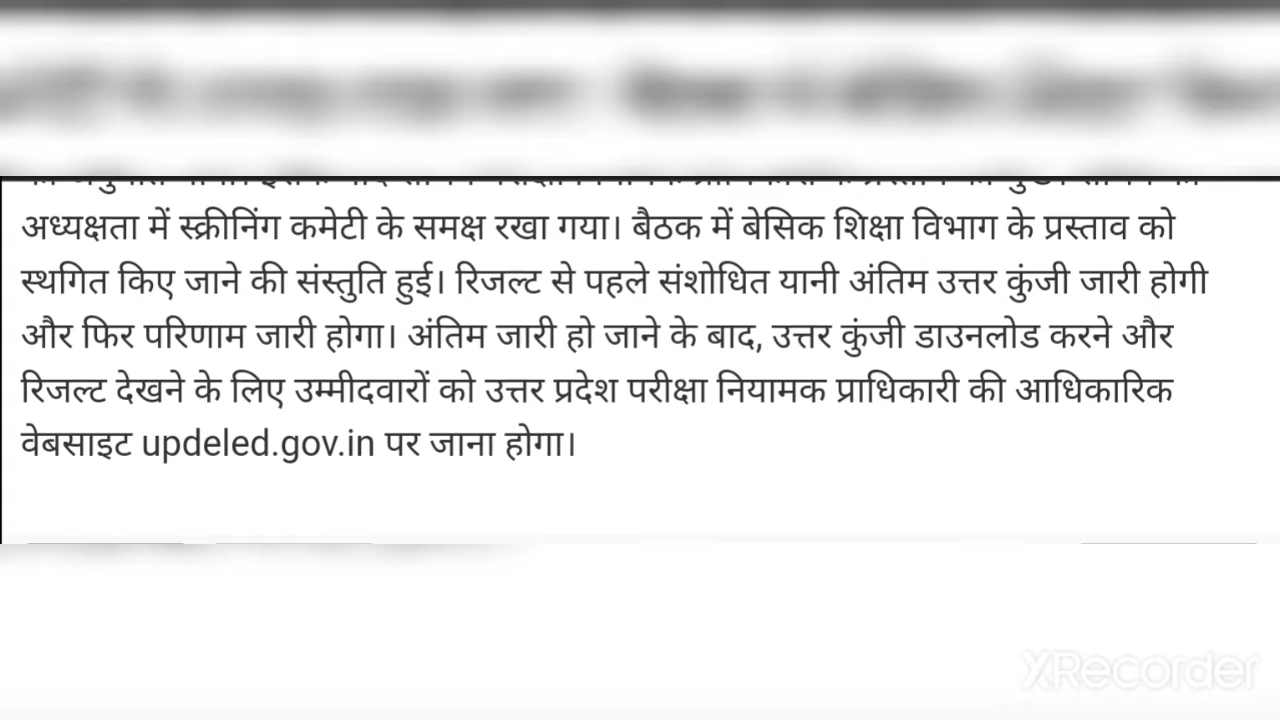 अध्यक्षता में स्क्रीनिंग कमेटी के समक्ष रखा गया। बैठक में बेसिक शिक्षा विभाग के प्रस्ताव को
स्थगित किए जाने की संस्तुति हुई। रिजल्ट से पहले संशोधित यानी अंतिम उत्तर कुंजी जारी होगी
और फिर परिणाम जारी होगा। अंतिम जारी हो जाने के बाद, उत्तर कुंजी डाउनलोड करने और
रिजल्ट देखने के लिए उम्मीदवारों को उत्तर प्रदेश परीक्षा नियामक प्राधिकारी की आधिकारिक
वेबसाइट updeled.gov.in पर जाना होगा।
XRecorder